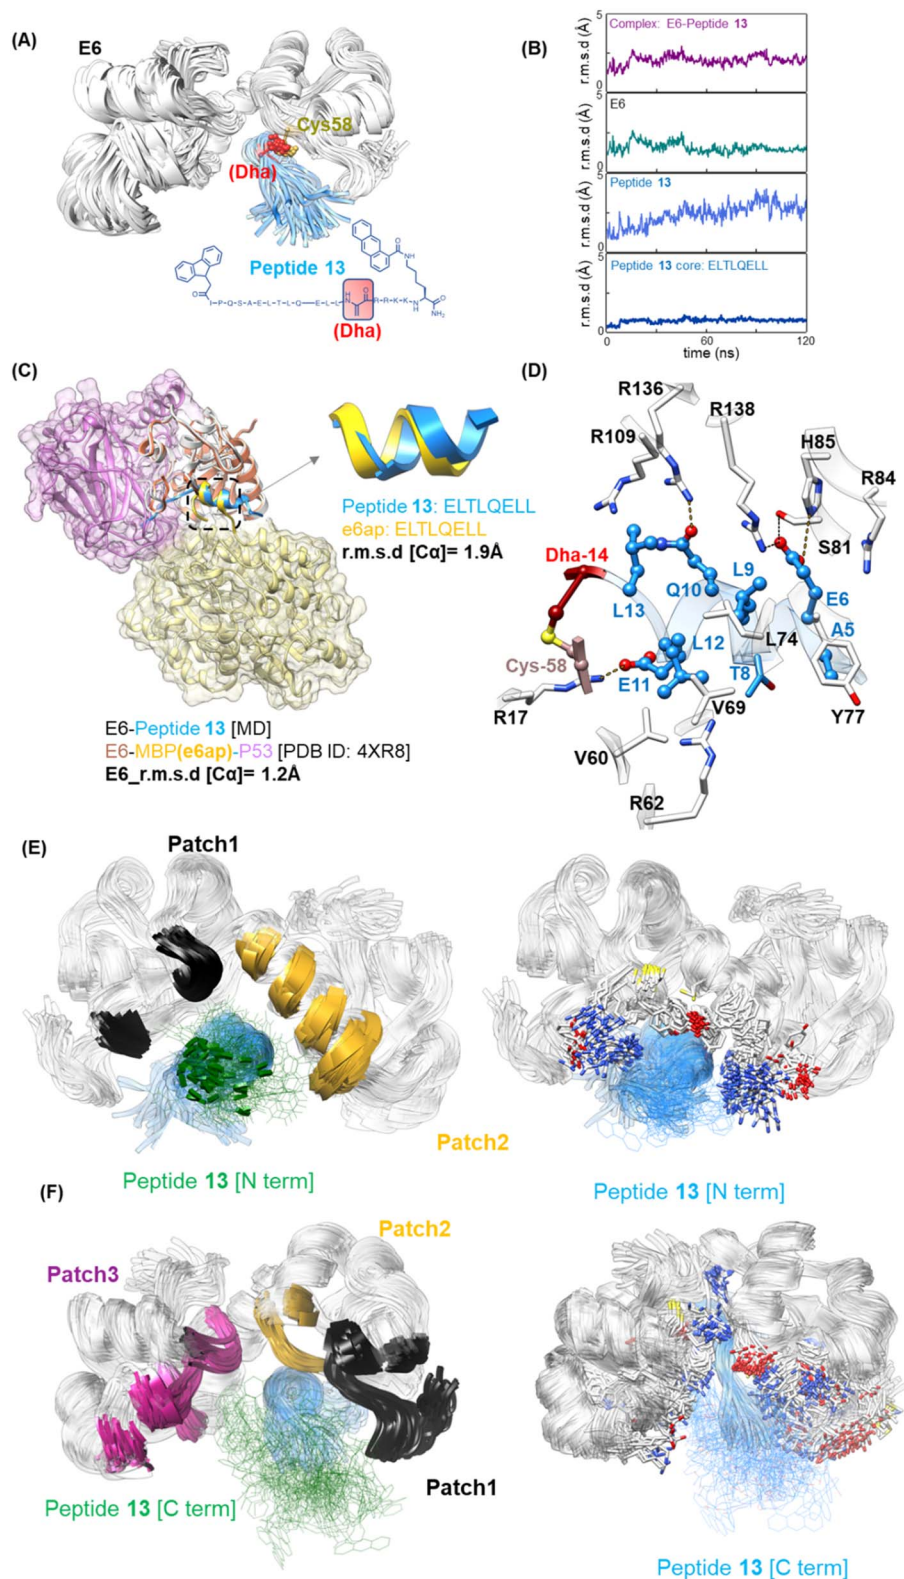 (A)
E6
Cys58
(Dha)
Peptide 13
I-P-Q-S-A-E-L-T-L-Q-E-L-L
R-R-K-K
(Dha)
(B)
Complex: E6-Peptide 13
E6
Peptide 13
Peptide 13 core: ELTLQELL
r.m.s.d (Å)
5
0
r.m.s.d (Å)
5
0
r.m.s.d (Å)
5
0
r.m.s.d (Å)
5
0
0
60
120
time (ns)
(C)
Peptide 13: ELTLQELL
e6ap: ELTLQELL
r.m.s.d [Cα]= 1.9Å
E6-Peptide 13 [MD]
E6-MBP(e6ap)-P53 [PDB ID: 4XR8]
E6_r.m.s.d [Cα]= 1.2Å
(D)
R136
R138
H85
R109
R84
S81
Dha-14
L9
L13
Q10
E6
L74
A5
L12
Cys-58
T8
E11
R17
V69
Y77
V60
R62
(E)
Patch1
Patch2
Peptide 13 [N term]
Peptide 13 [N term]
(F)
Patch2
Patch3
Patch1
Peptide 13 [C term]
Peptide 13 [C term]